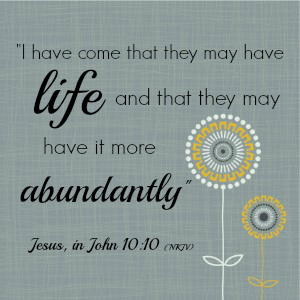 "I have come that they may have
life and that they may
have it more
abundantly"
Jesus, in John 10:10 (NKJV)